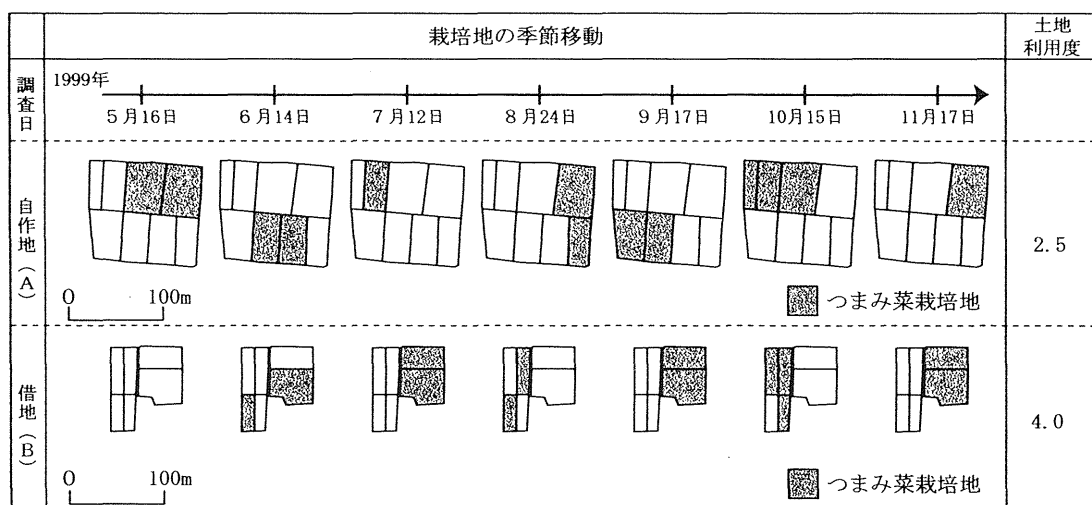 栽培地の季節移動
土地
利用度
調査日
1999年
5月16日 6月14日 7月12日 8月24日 9月17日 10月15日 11月17日
自作地(A)
0 100m
つまみ菜栽培地
2.5
借地(B)
0 100m
つまみ菜栽培地
4.0